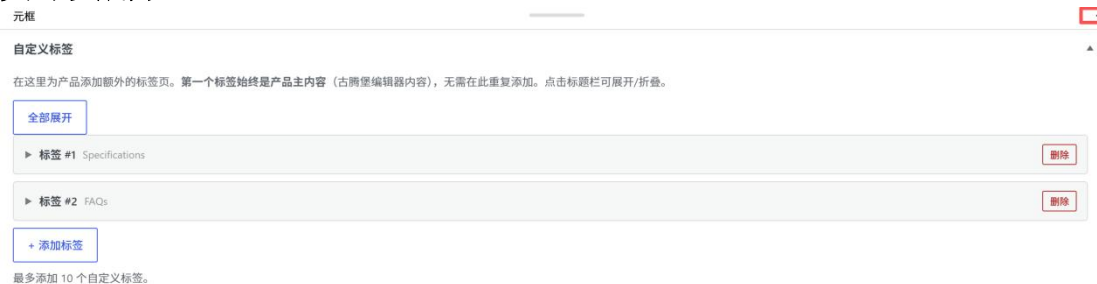 元框
自定义标签
在这里为产品添加额外的标签页。第一个标签始终是产品主内容（古腾堡编辑器内容），无需在此重复添加。点击标题栏可展开/折叠。
全部展开
标签 #1 Specifications 删除
标签 #2 FAQs 删除
+ 添加标签
最多添加 10 个自定义标签。